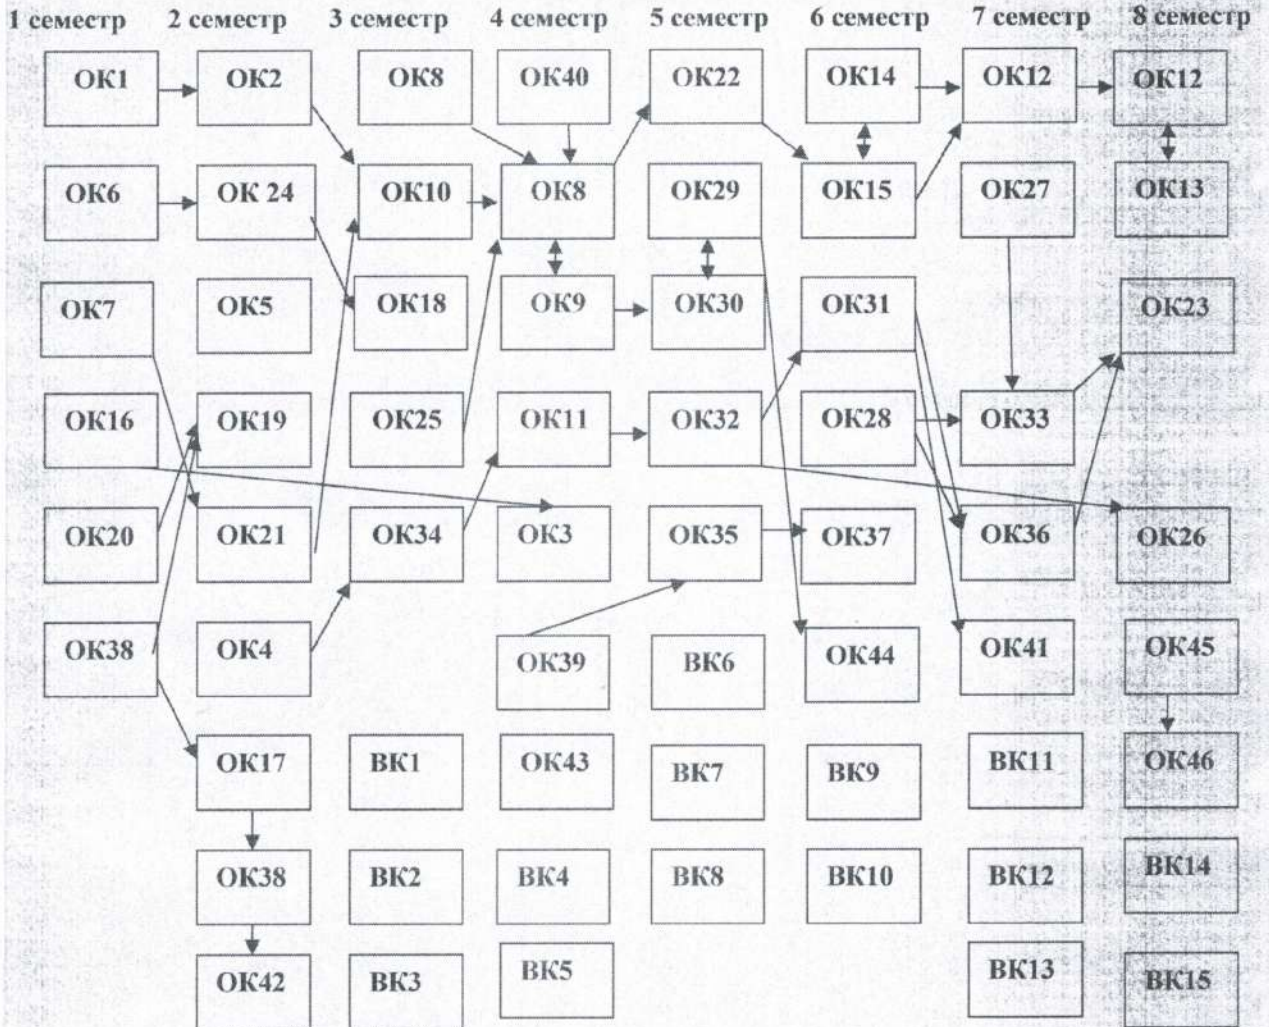 1 семестр 2 семестр 3 семестр 4 семестр 5 семестр 6 семестр 7 семестр 8 семестр
ОК1 ОК2 ОК8 ОК40 ОК22 ОК14 ОК12 ОК12
ОК6 ОК 24 ОК10 ОК8 ОК29 ОК15 ОК27 ОК13
ОК7 ОК5 ОК18 ОК9 ОК30 ОК31 ОК23
ОК16 ОК19 ОК25 ОК11 ОК32 ОК28 ОК33
ОК20 ОК21 ОК34 ОК3 ОК35 ОК37 ОК36 ОК26
ОК38 ОК4 ОК39 ВК6 ОК44 ОК41 ОК45
ОК17 ВК1 ОК43 ВК7 ВК9 ВК11 ОК46
ОК38 ВК2 ВК4 ВК8 ВК10 ВК12 ВК14
ОК42 ВК3 ВК5 ВК13 ВК15